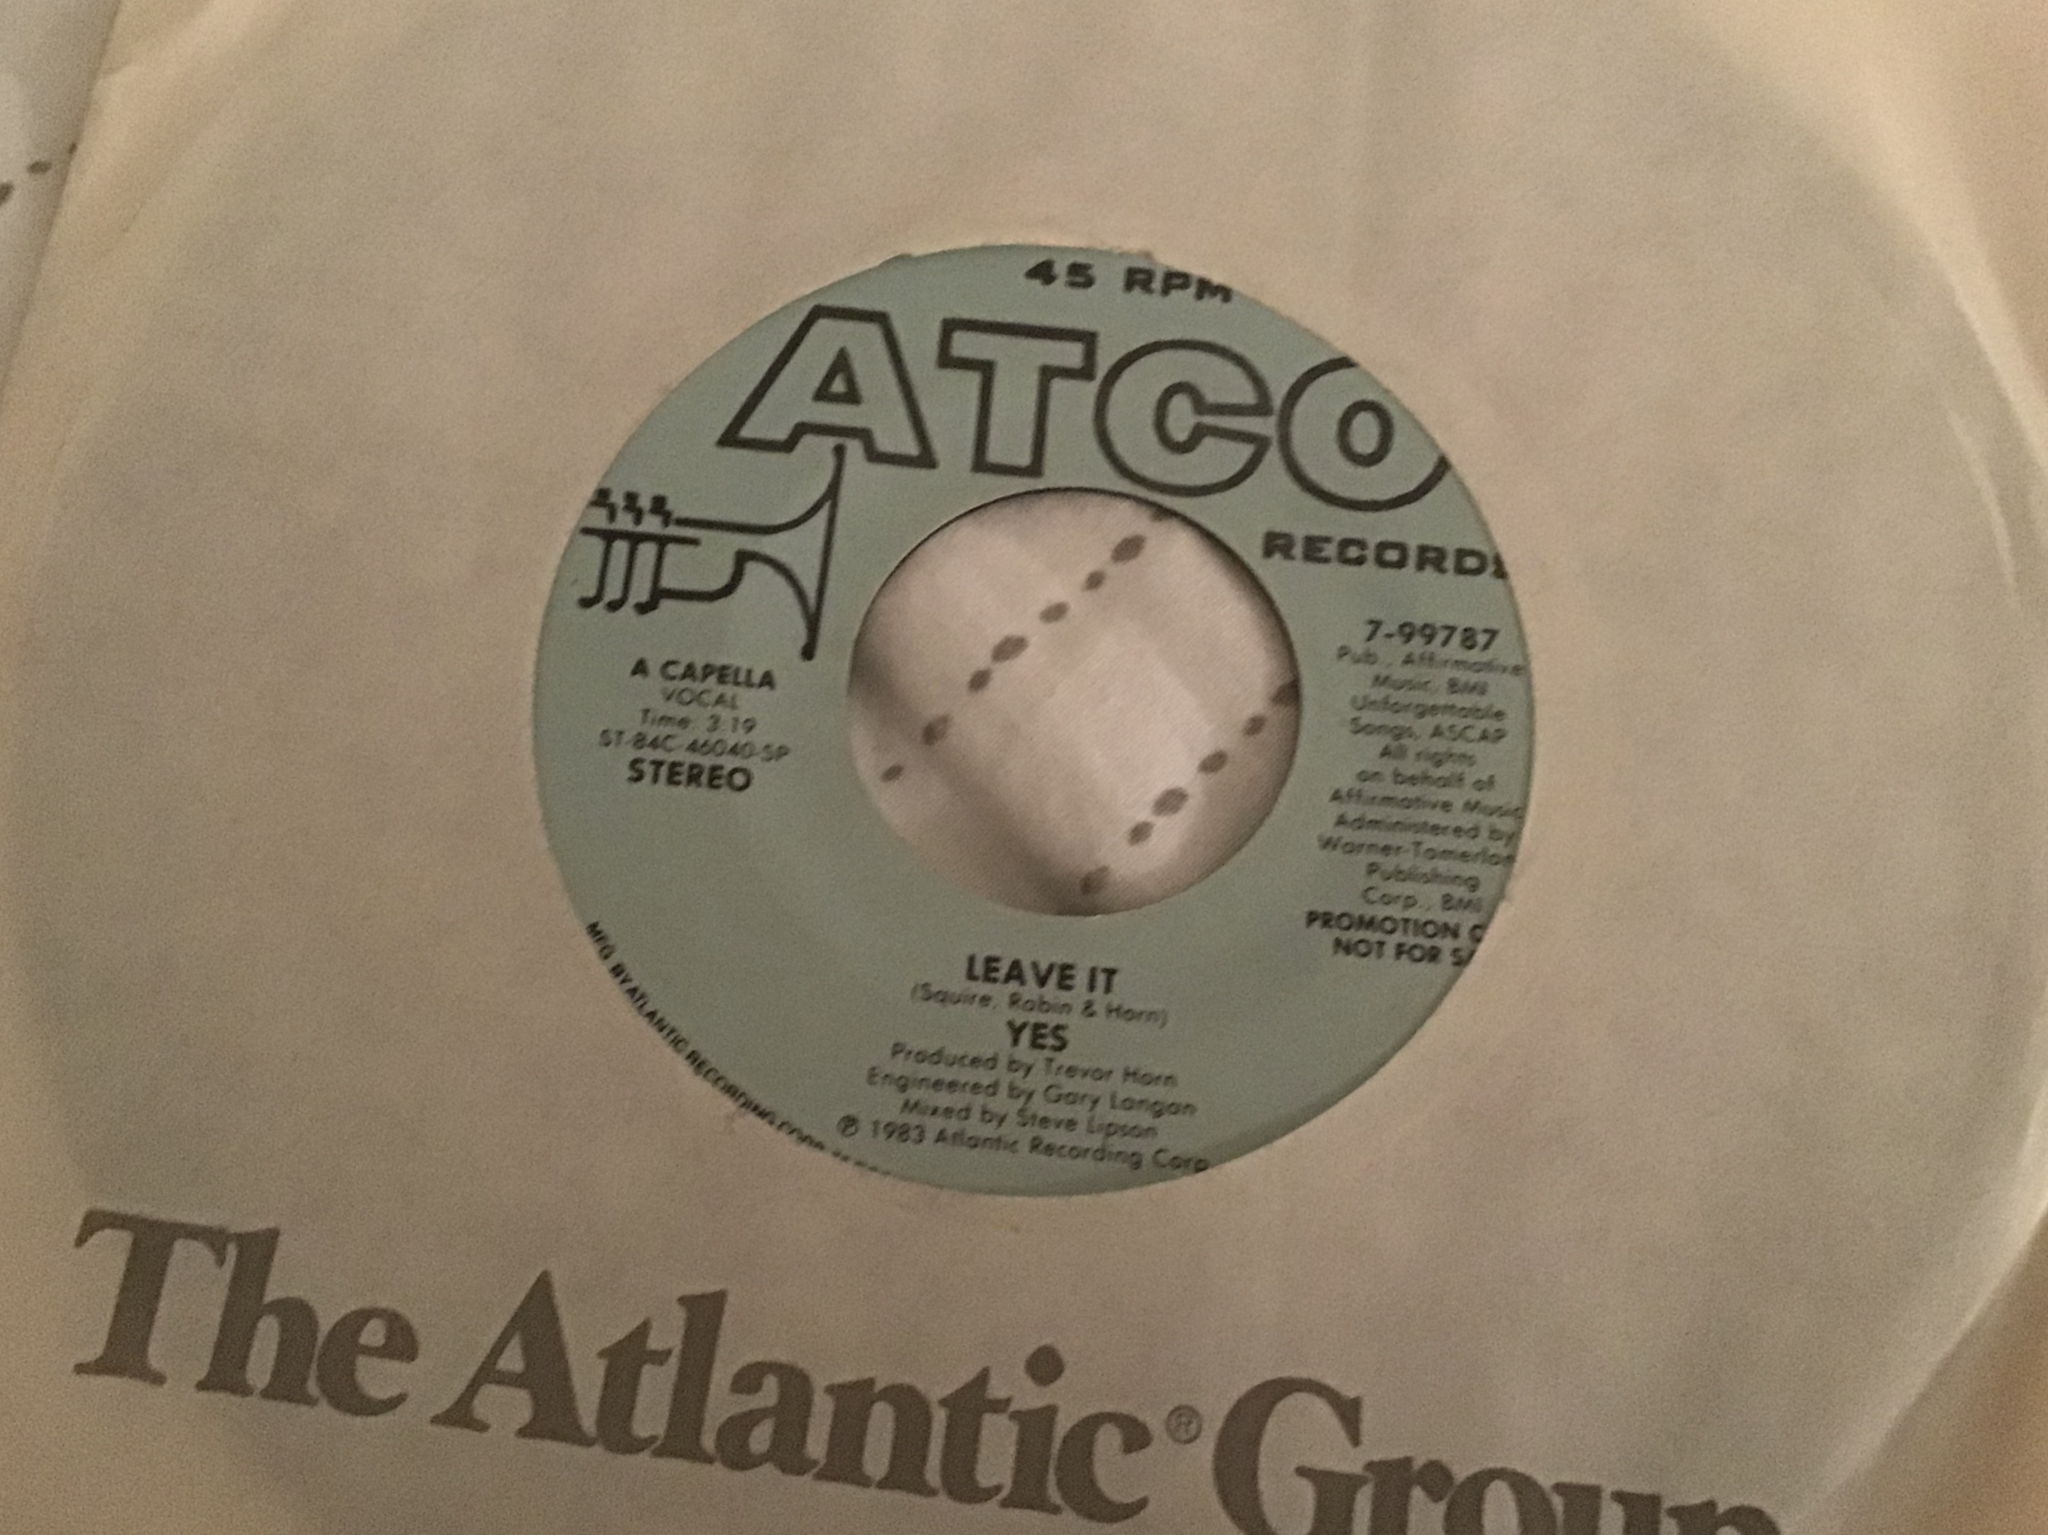 45 RPM
ATCO
RECORDS
7-99787
Pub., Affirmative
Music, BMI
Unforgettable
Songs, ASCAP
All rights
on behalf of
Affirmative Music
Administered by
Warner-Tamerlan
Publishing
Corp., BMI
PROMOTION
NOT FOR
A CAPELLA
VOCAL
Time: 3:19
ST-84C-46040-SP
STEREO
LEAVE IT
(Squire, Rabin & Horn)
YES
Produced by Trevor Horn
Engineered by Gary Langan
Mixed by Steve Lipson
℗ 1983 Atlantic Recording Corp.
MFG BY ATLANTIC RECORDING CORP.
The Atlantic® Group